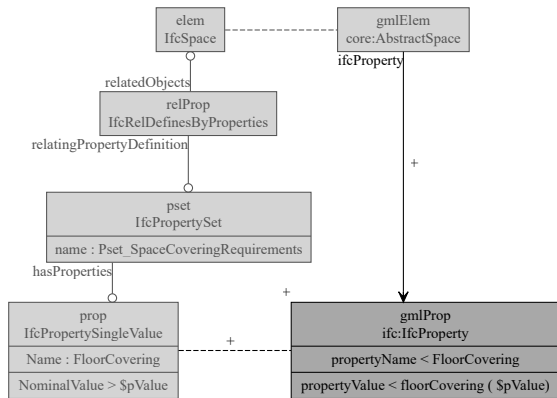 elem
IfcSpace
gmlElem
core:AbstractSpace
ifcProperty
relatedObjects
relProp
IfcRelDefinesByProperties
relatingPropertyDefinition
+
pset
IfcPropertySet
name : Pset_SpaceCoveringRequirements
hasProperties
+
prop
IfcPropertySingleValue
Name : FloorCovering
NominalValue > $pValue
+
gmlProp
ifc:IfcProperty
propertyName < FloorCovering
propertyValue < floorCovering ( $pValue)